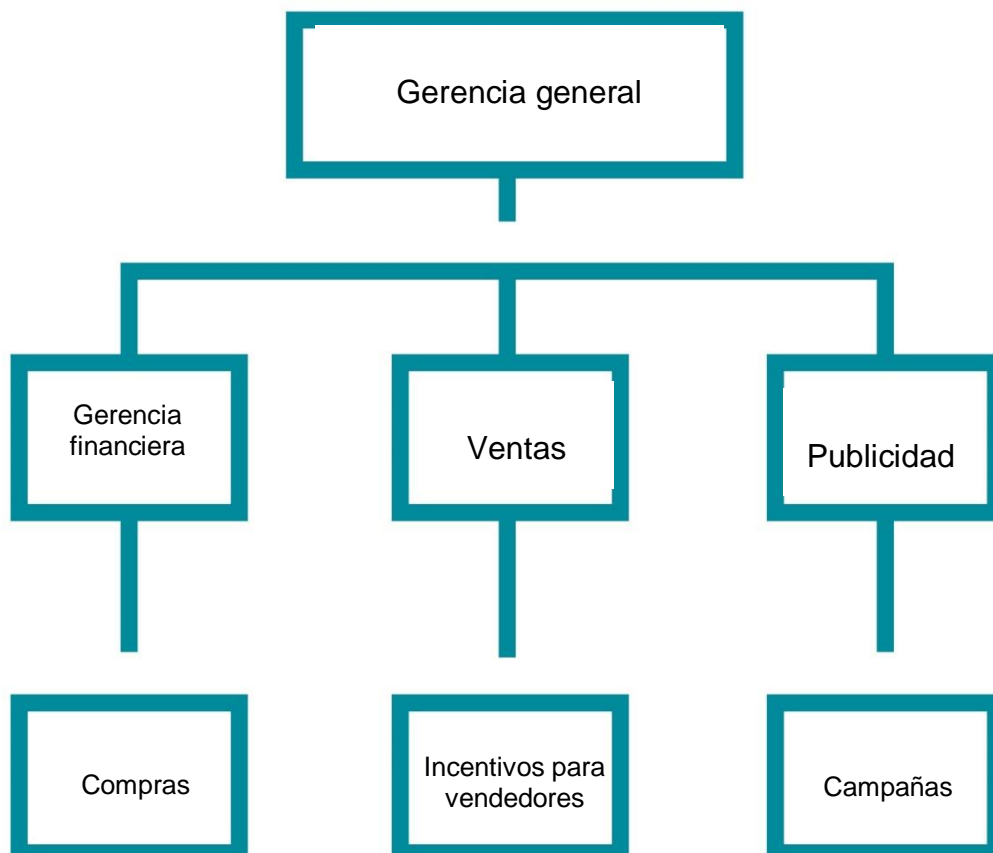 Gerencia general
Gerencia
financiera
Ventas
Publicidad
Compras
Incentivos para
vendedores
Campañas